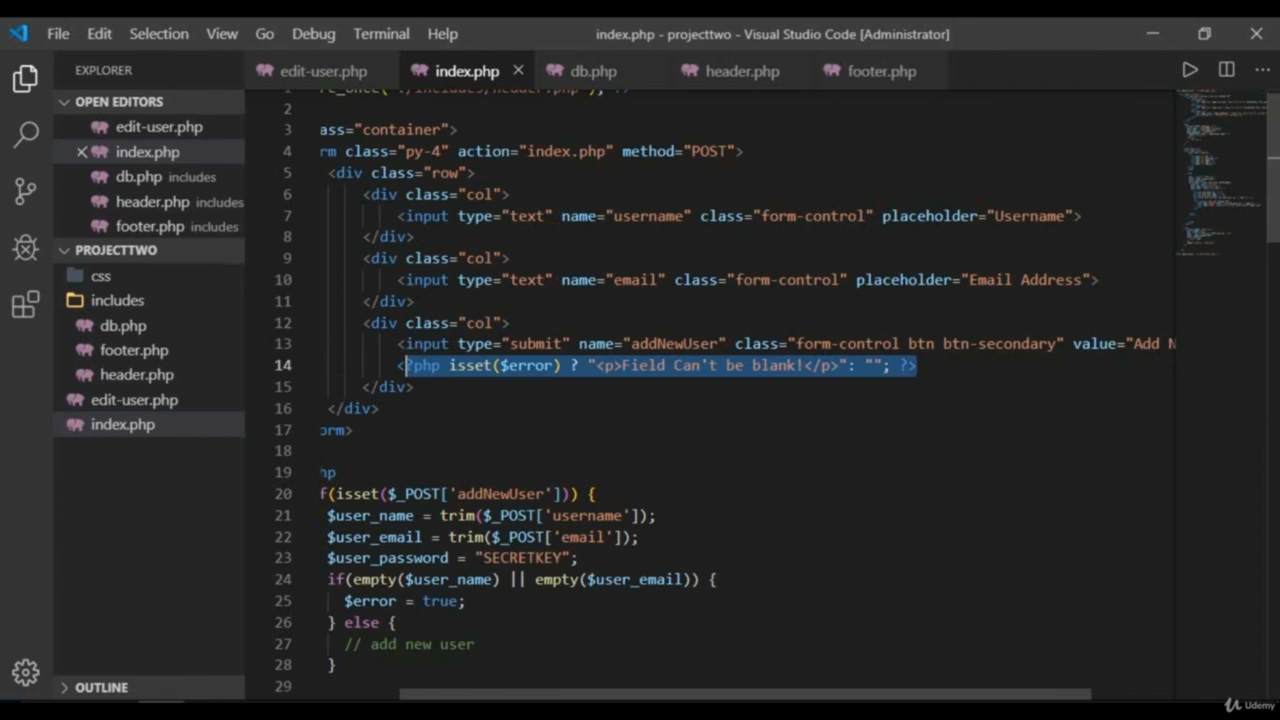 File Edit Selection View Go Debug Terminal Help index.php - projecttwo - Visual Studio Code [Administrator]
EXPLORER
OPEN EDITORS
edit-user.php
index.php
db.php includes
header.php includes
footer.php includes
PROJECTTWO
css
includes
db.php
footer.php
header.php
edit-user.php
index.php
OUTLINE
edit-user.php index.php db.php header.php footer.php
1 re_once("./includes/header.php"); ?>
2
3 ass="container">
4 rm class="py-4" action="index.php" method="POST">
5 <div class="row">
6 <div class="col">
7 <input type="text" name="username" class="form-control" placeholder="Username">
8 </div>
9 <div class="col">
10 <input type="text" name="email" class="form-control" placeholder="Email Address">
11 </div>
12 <div class="col">
13 <input type="submit" name="addNewUser" class="form-control btn btn-secondary" value="Add N
14 <?php isset($error) ? "<p>Field Can't be blank!</p>": ""; ?>
15 </div>
16 </div>
17 orm>
18
19 hp
20 f(isset($_POST['addNewUser'])) {
21 $user_name = trim($_POST['username']);
22 $user_email = trim($_POST['email']);
23 $user_password = "SECRETKEY";
24 if(empty($user_name) || empty($user_email)) {
25 $error = true;
26 } else {
27 // add new user
28 }
29
Udemy